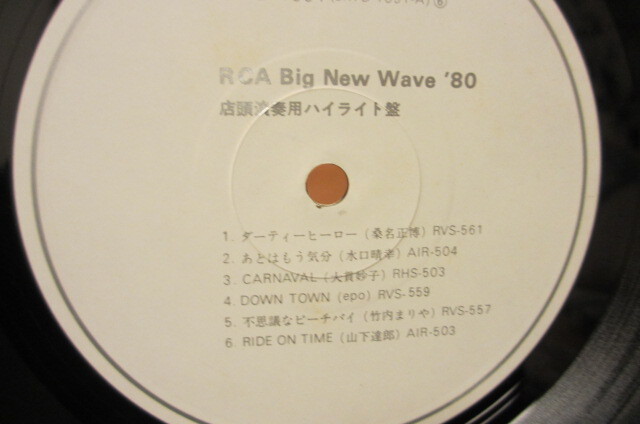 RCA Big New Wave '80
店頭演奏用ハイライト盤
1. ダーティーヒーロー(桑名正博) RVS-561
2. あとはもう気分(水口晴幸) AIR-504
3. CARNAVAL(大貫妙子) RHS-503
4. DOWN TOWN(epo) RVS-559
5. 不思議なピーチパイ(竹内まりや) RVS-557
6. RIDE ON TIME(山下達郎) AIR-503